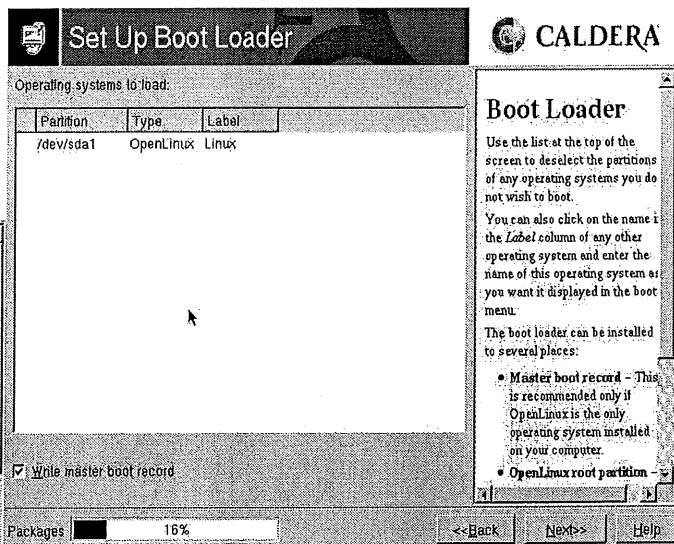 Set Up Boot Loader
CALDERA
Operating systems to load:
Partition Type Label
/dev/sda1 OpenLinux Linux
Write master boot record
Boot Loader
Use the list at the top of the
screen to deselect the partitions
of any operating systems you do
not wish to boot.
You can also click on the name i
the Label column of any other
operating system and enter the
name of this operating system as
you want it displayed in the boot
menu.
The boot loader can be installed
to several places:
• Master boot record – This
is recommended only if
OpenLinux is the only
operating system installed
on your computer.
• OpenLinux root partition –
Packages 16%
<<Back Next>> Help